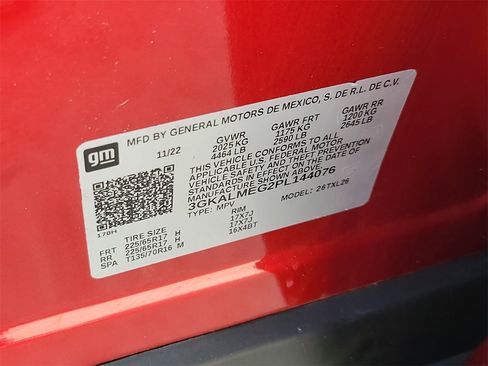 gm
MFD BY GENERAL MOTORS DE MEXICO, S. DE R.L. DE C.V.
11/22 GVWR GAWR FRT GAWR RR
2025 KG 1175 KG 1200 KG
4464 LB 2590 LB 2645 LB
THIS VEHICLE CONFORMS TO ALL
APPLICABLE U.S. FEDERAL MOTOR
VEHICLE SAFETY AND THEFT
PREVENTION STANDARDS IN
EFFECT ON THE DATE OF
MANUFACTURE SHOWN ABOVE.
3GKALMEG2PL144076
TYPE: MPV MODEL: 26TXL26
170H
TIRE SIZE RIM
FRT 225/65R17 H 17X7J
RR 225/65R17 H 17X7J
SPA T135/70R16 M 16X4BT